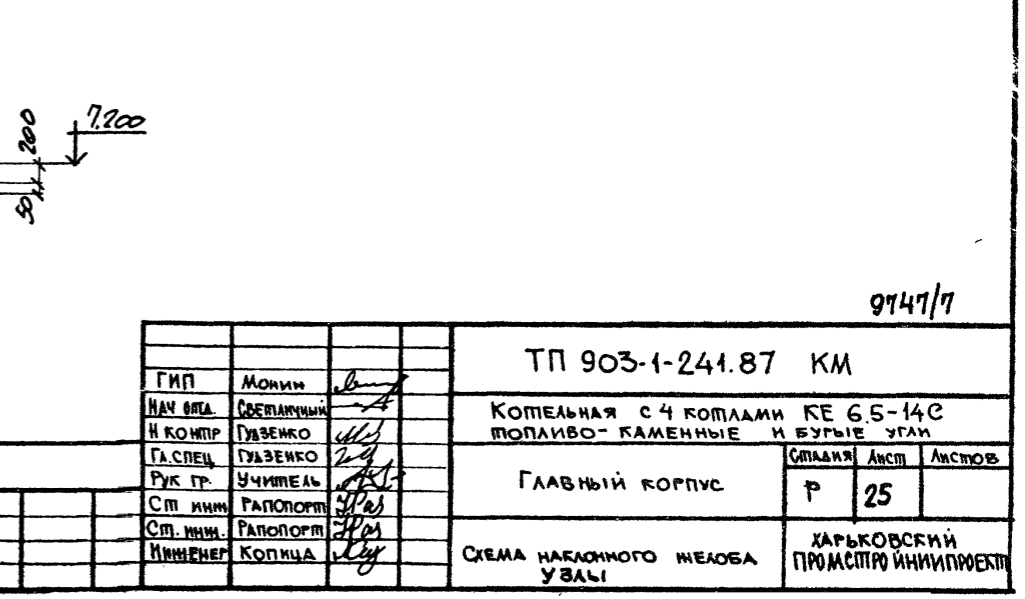 200
7.200
50
9747/7
ТП 903-1-241.87 КМ
ГИП Монин
Нач отд. Светличный
Н контр Гудзенко
Гл. спец Гудзенко
Рук гр. Учитель
Ст инж Рапопорт
Ст. инж. Рапопорт
Инженер Копица
Котельная с 4 котлами КЕ 6.5-14С
топливо - каменные и бурые угли
Главный корпус
Стадия Лист Листов
Р 25
Схема наклонного желоба
Узлы
Харьковский
Промстройниипроект